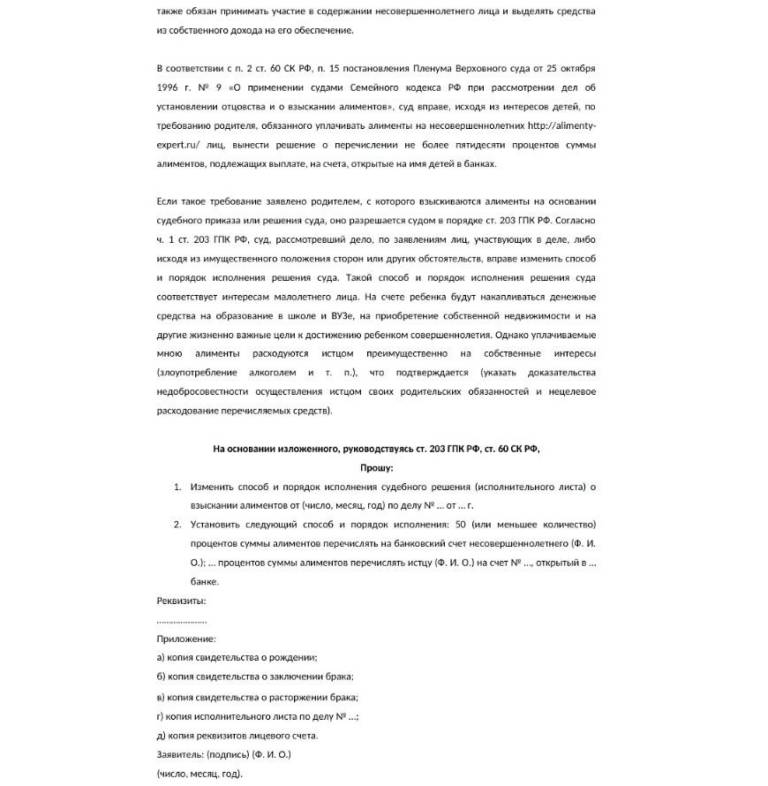 также обязан принимать участие в содержании несовершеннолетнего лица и выделять средства
из собственного дохода на его обеспечение.
В соответствии с п. 2 ст. 60 СК РФ, п. 15 постановления Пленума Верховного суда от 25 октября
1996 г. № 9 «О применении судами Семейного кодекса РФ при рассмотрении дел об
установлении отцовства и о взыскании алиментов», суд вправе, исходя из интересов детей, по
требованию родителя, обязанного уплачивать алименты на несовершеннолетних http://alimenty-
expert.ru/ лиц, вынести решение о перечислении не более пятидесяти процентов суммы
алиментов, подлежащих выплате, на счета, открытые на имя детей в банках.
Если такое требование заявлено родителем, с которого взыскиваются алименты на основании
судебного приказа или решения суда, оно разрешается судом в порядке ст. 203 ГПК РФ. Согласно
ч. 1 ст. 203 ГПК РФ, суд, рассмотревший дело, по заявлениям лиц, участвующих в деле, либо
исходя из имущественного положения сторон или других обстоятельств, вправе изменить способ
и порядок исполнения решения суда. Такой способ и порядок исполнения решения суда
соответствует интересам малолетнего лица. На счете ребенка будут накапливаться денежные
средства на образование в школе и ВУЗе, на приобретение собственной недвижимости и на
другие жизненно важные цели к достижению ребенком совершеннолетия. Однако уплачиваемые
мною алименты расходуются истцом преимущественно на собственные интересы
(злоупотребление алкоголем и т. п.), что подтверждается (указать доказательства
недобросовестности осуществления истцом своих родительских обязанностей и нецелевое
расходование перечисляемых средств).
На основании изложенного, руководствуясь ст. 203 ГПК РФ, ст. 60 СК РФ,
Прошу:
1. Изменить способ и порядок исполнения судебного решения (исполнительного листа) о
взыскании алиментов от (число, месяц, год) по делу № … от … г.
2. Установить следующий способ и порядок исполнения: 50 (или меньшее количество)
процентов суммы алиментов перечислять на банковский счет несовершеннолетнего (Ф. И.
О.); … процентов суммы алиментов перечислять истцу (Ф. И. О.) на счет № …, открытый в …
банке.
Реквизиты:
…………………
Приложение:
а) копия свидетельства о рождении;
б) копия свидетельства о заключении брака;
в) копия свидетельства о расторжении брака;
г) копия исполнительного листа по делу № …;
д) копия реквизитов лицевого счета.
Заявитель: (подпись) (Ф. И. О.)
(число, месяц, год).